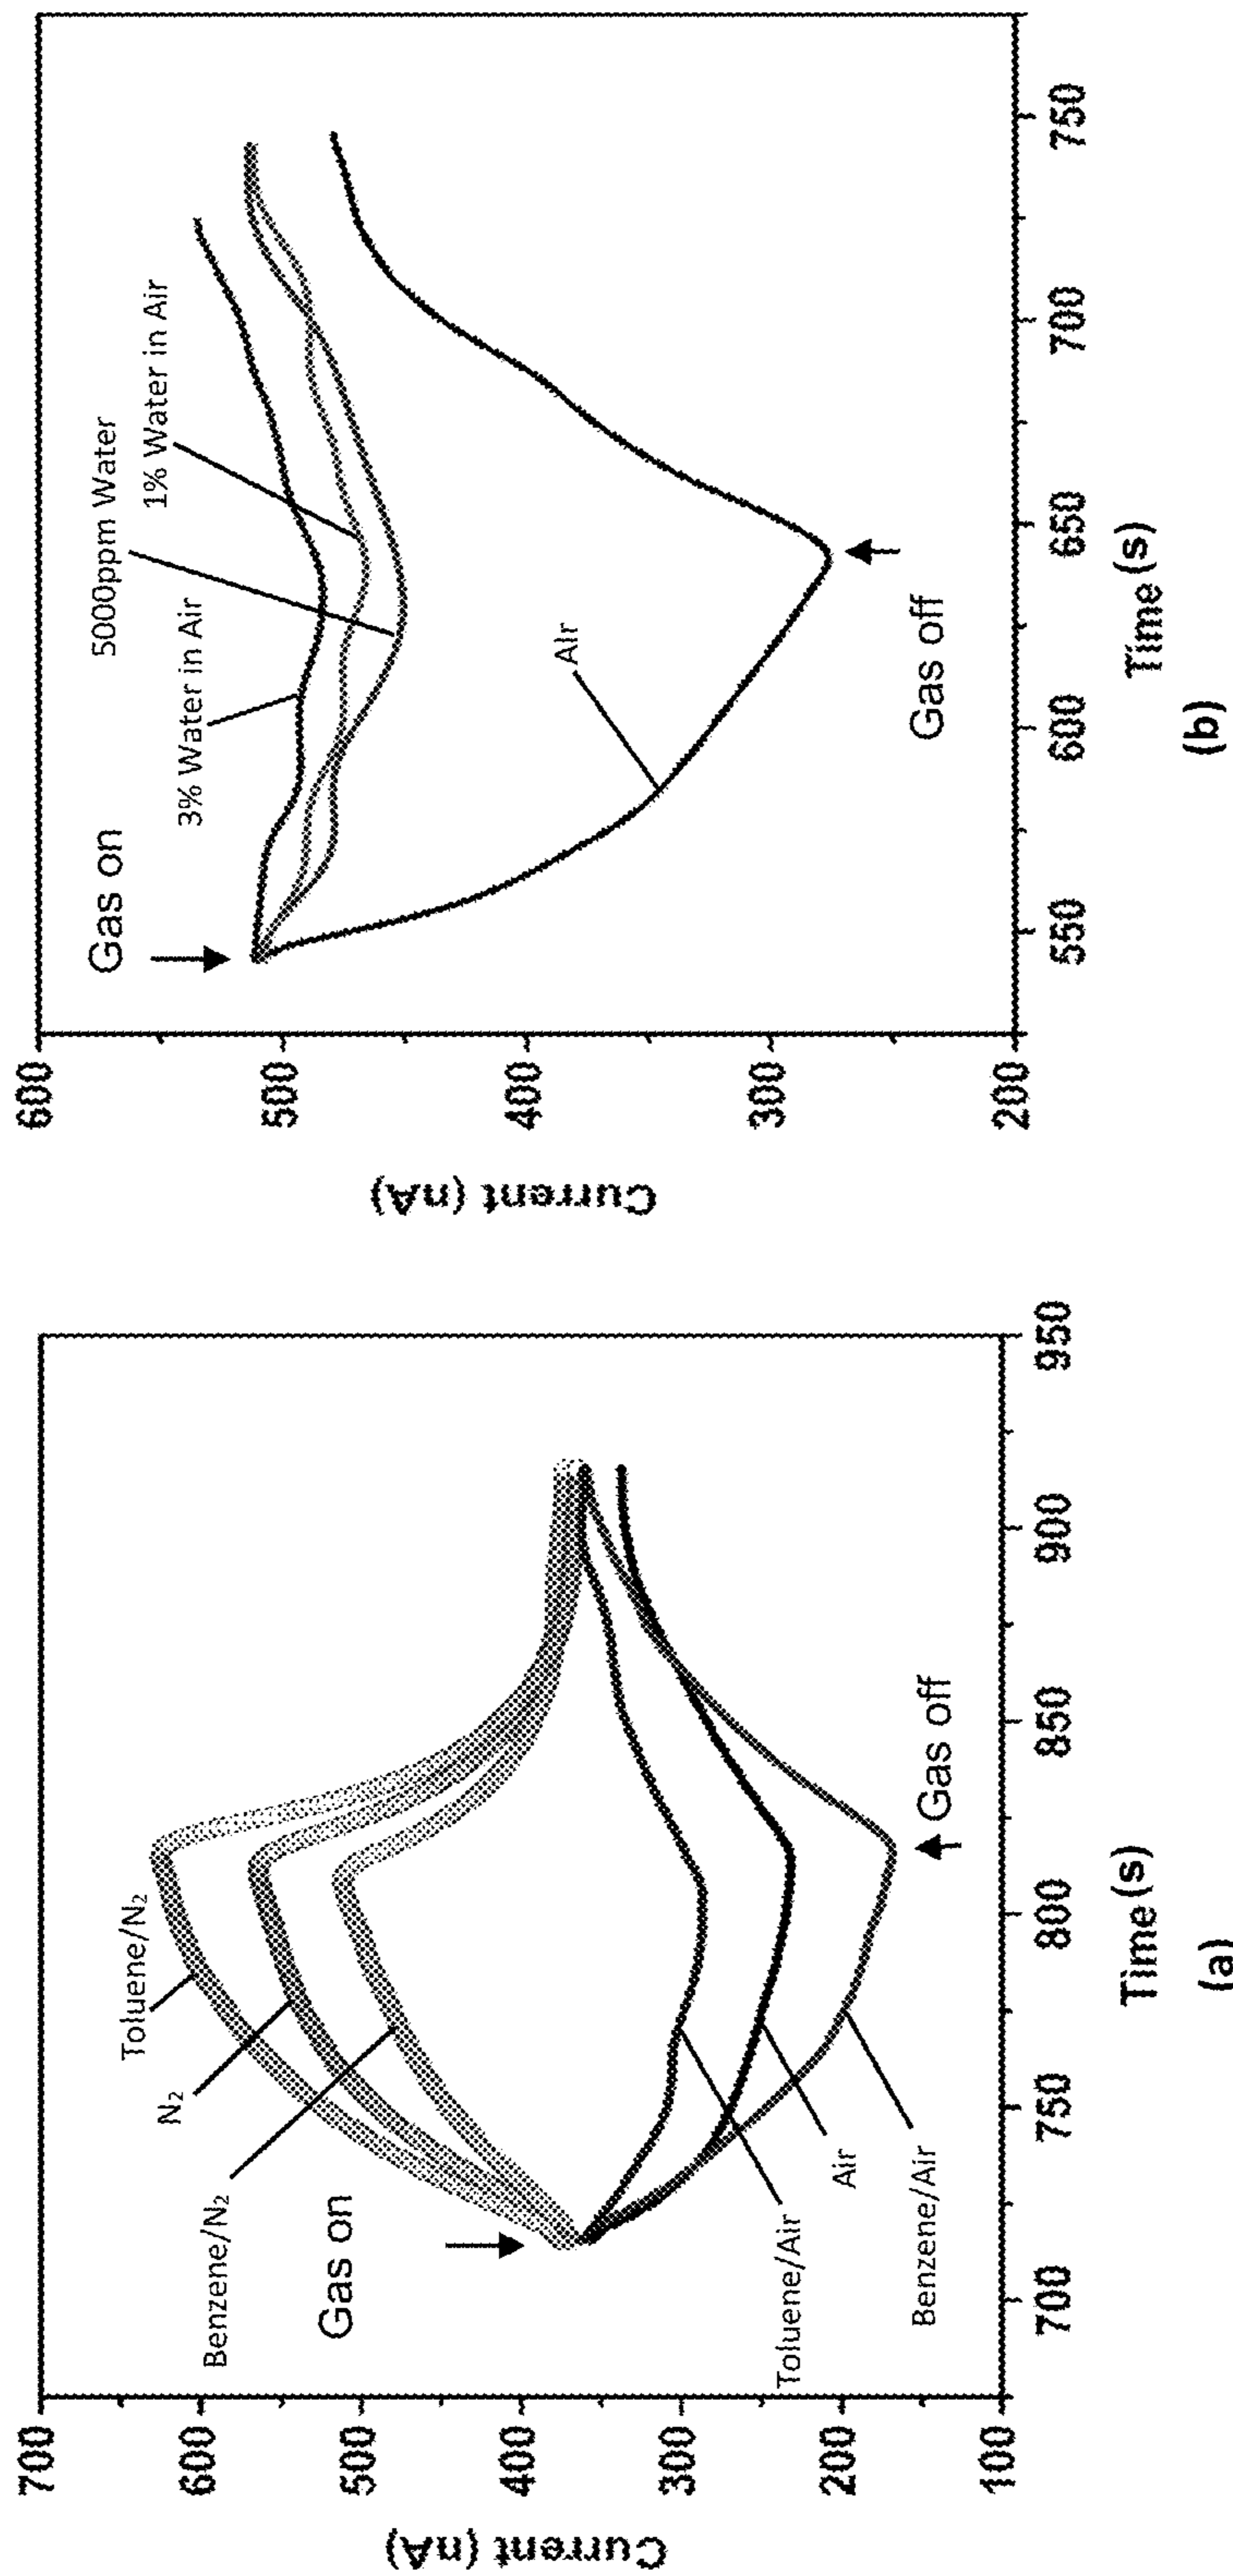 700
600
500
400
300
200
100
Current (nA)
Toluene/N₂
N₂
Benzene/N₂
Gas on
Toluene/Air
Air
Benzene/Air
Gas off
700
750
800
850
900
950
Time(s)
(a)
600
500
400
300
200
Current (nA)
Gas on
3% Water in Air
5000ppm Water
1% Water in Air
AIr
Gas off
550
600
650
700
750
Time(s)
(b)